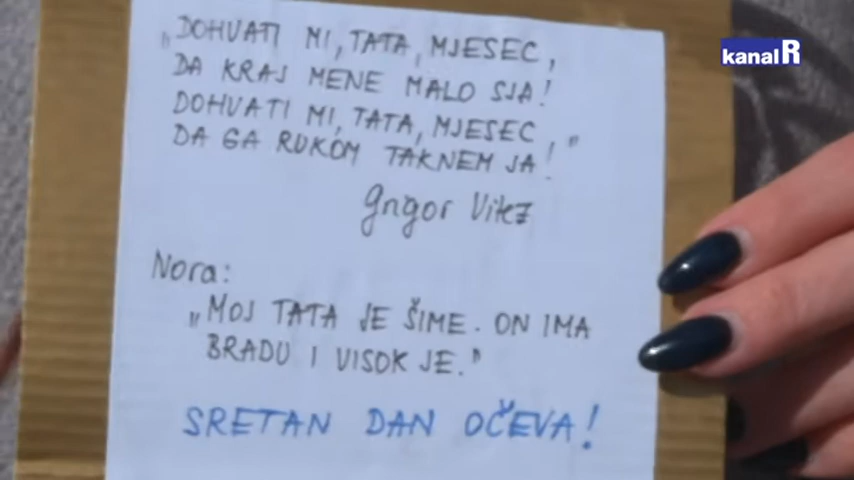 „DOHVATI MI, TATA, MJESEC,
DA KRAJ MENE MALO SJA!
DOHVATI MI, TATA, MJESEC,
DA GA RUKOM TAKNEM JA!"
Grigor Vitez
Nora:
„MOJ TATA JE ŠIME. ON IMA
BRADU I VISOK JE."
SRETAN DAN OČEVA!
kanal R